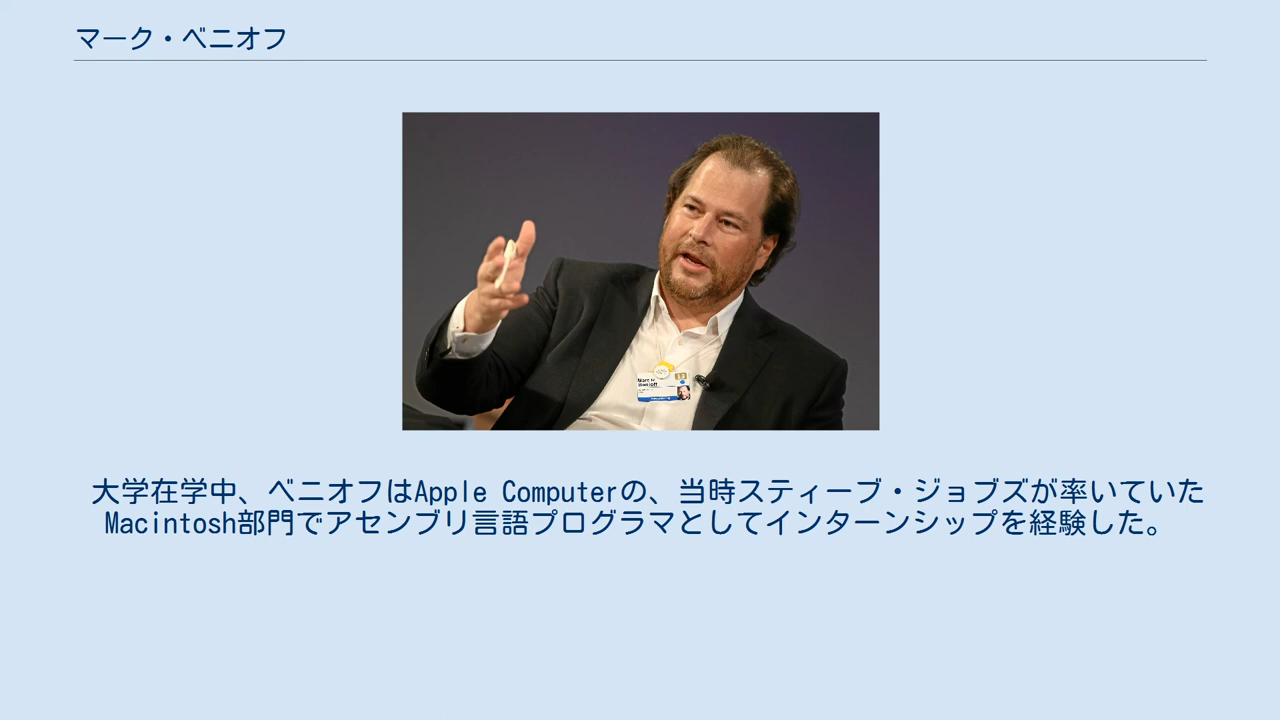 マーク・ベニオフ
大学在学中、ベニオフはApple Computerの、当時スティーブ・ジョブズが率いていた
Macintosh部門でアセンブリ言語プログラマとしてインターンシップを経験した。